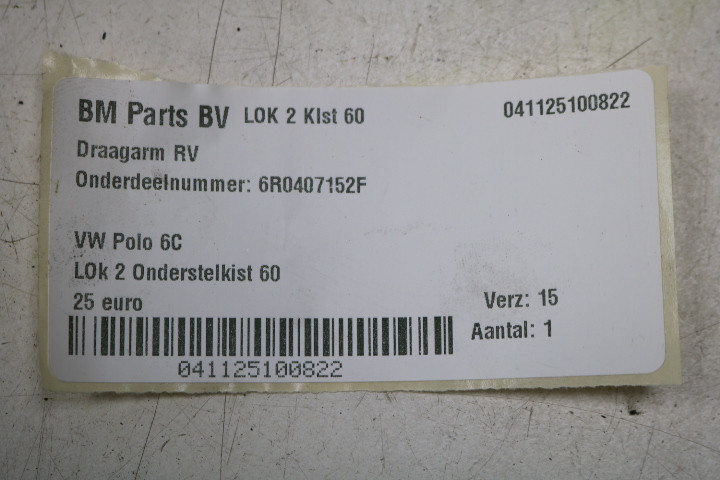 BM Parts BV LOK 2 Klst 60 041125100822
Draagarm RV
Onderdeelnummer: 6R0407152F
VW Polo 6C
LOk 2 Onderstelkist 60
25 euro Verz: 15
Aantal: 1
041125100822